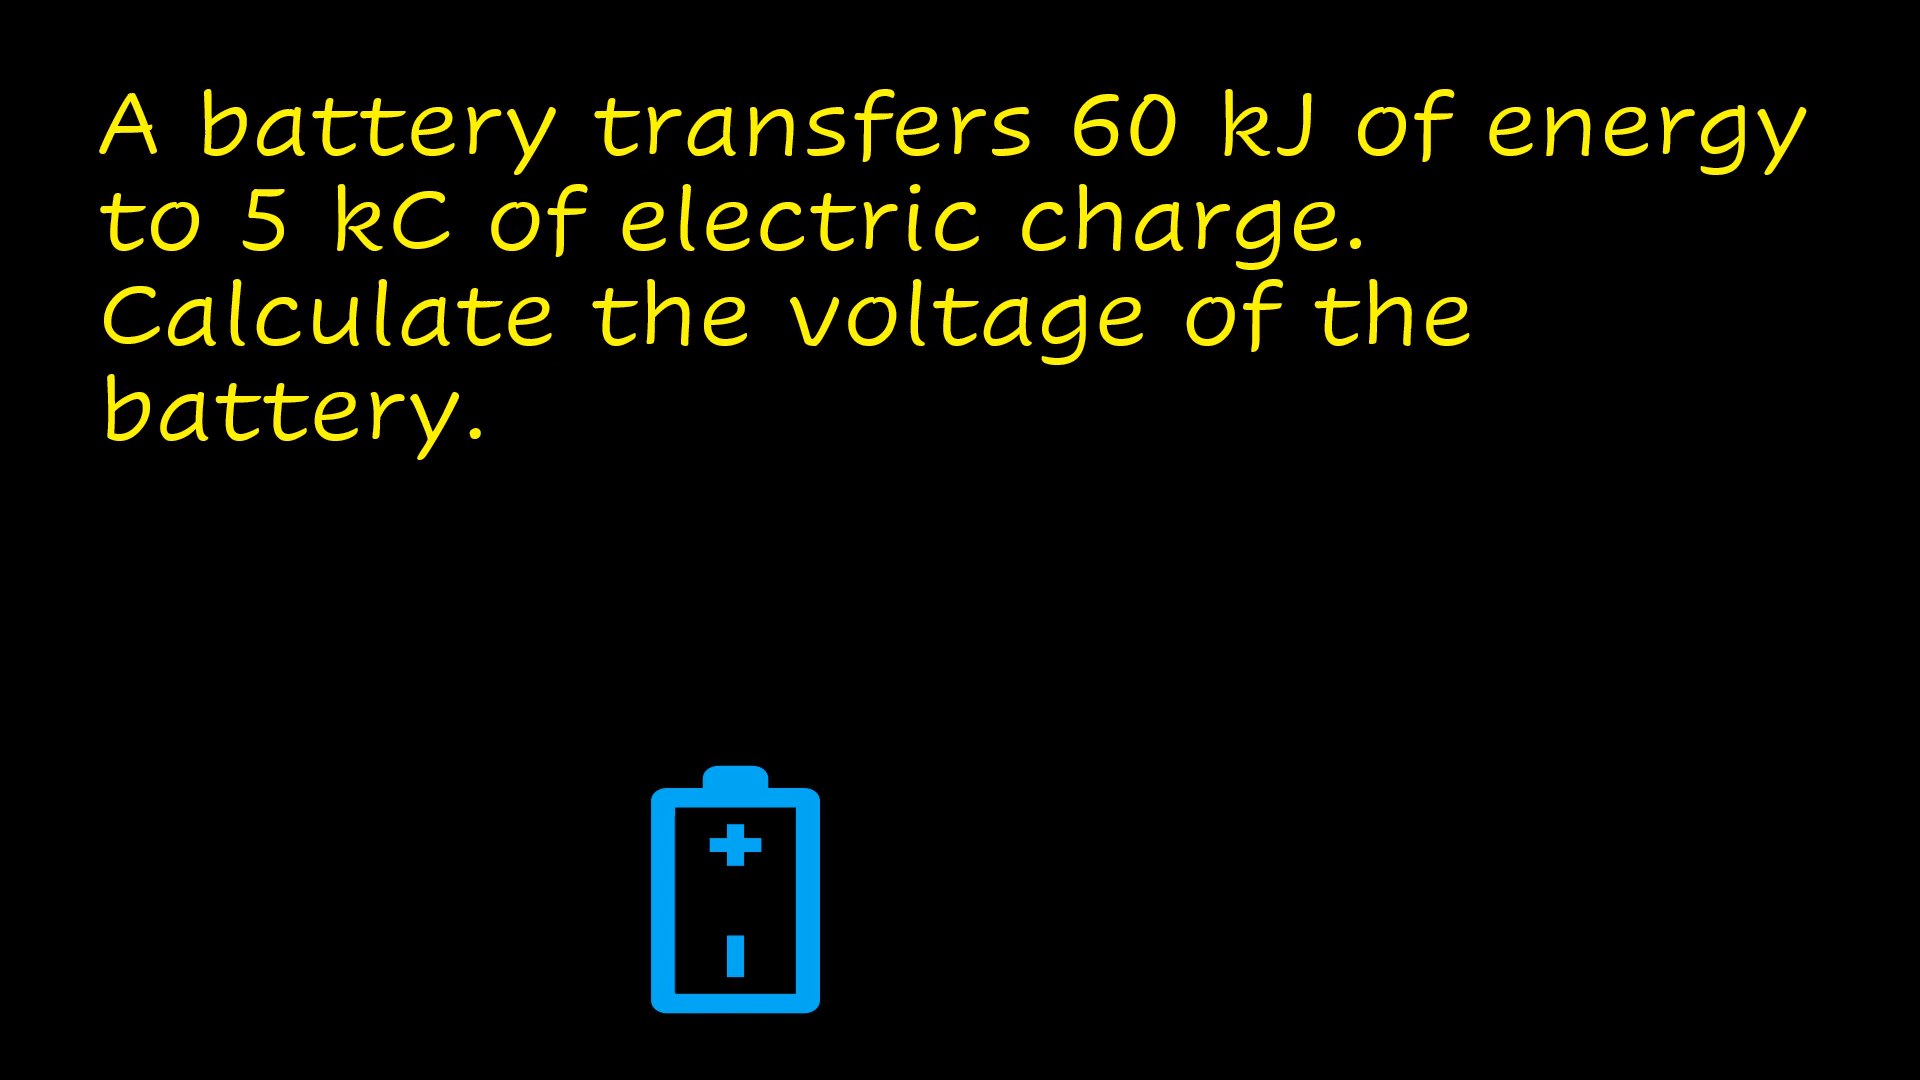 A battery transfers 60 kJ of energy
to 5 kC of electric charge.
Calculate the voltage of the
battery.
+
-